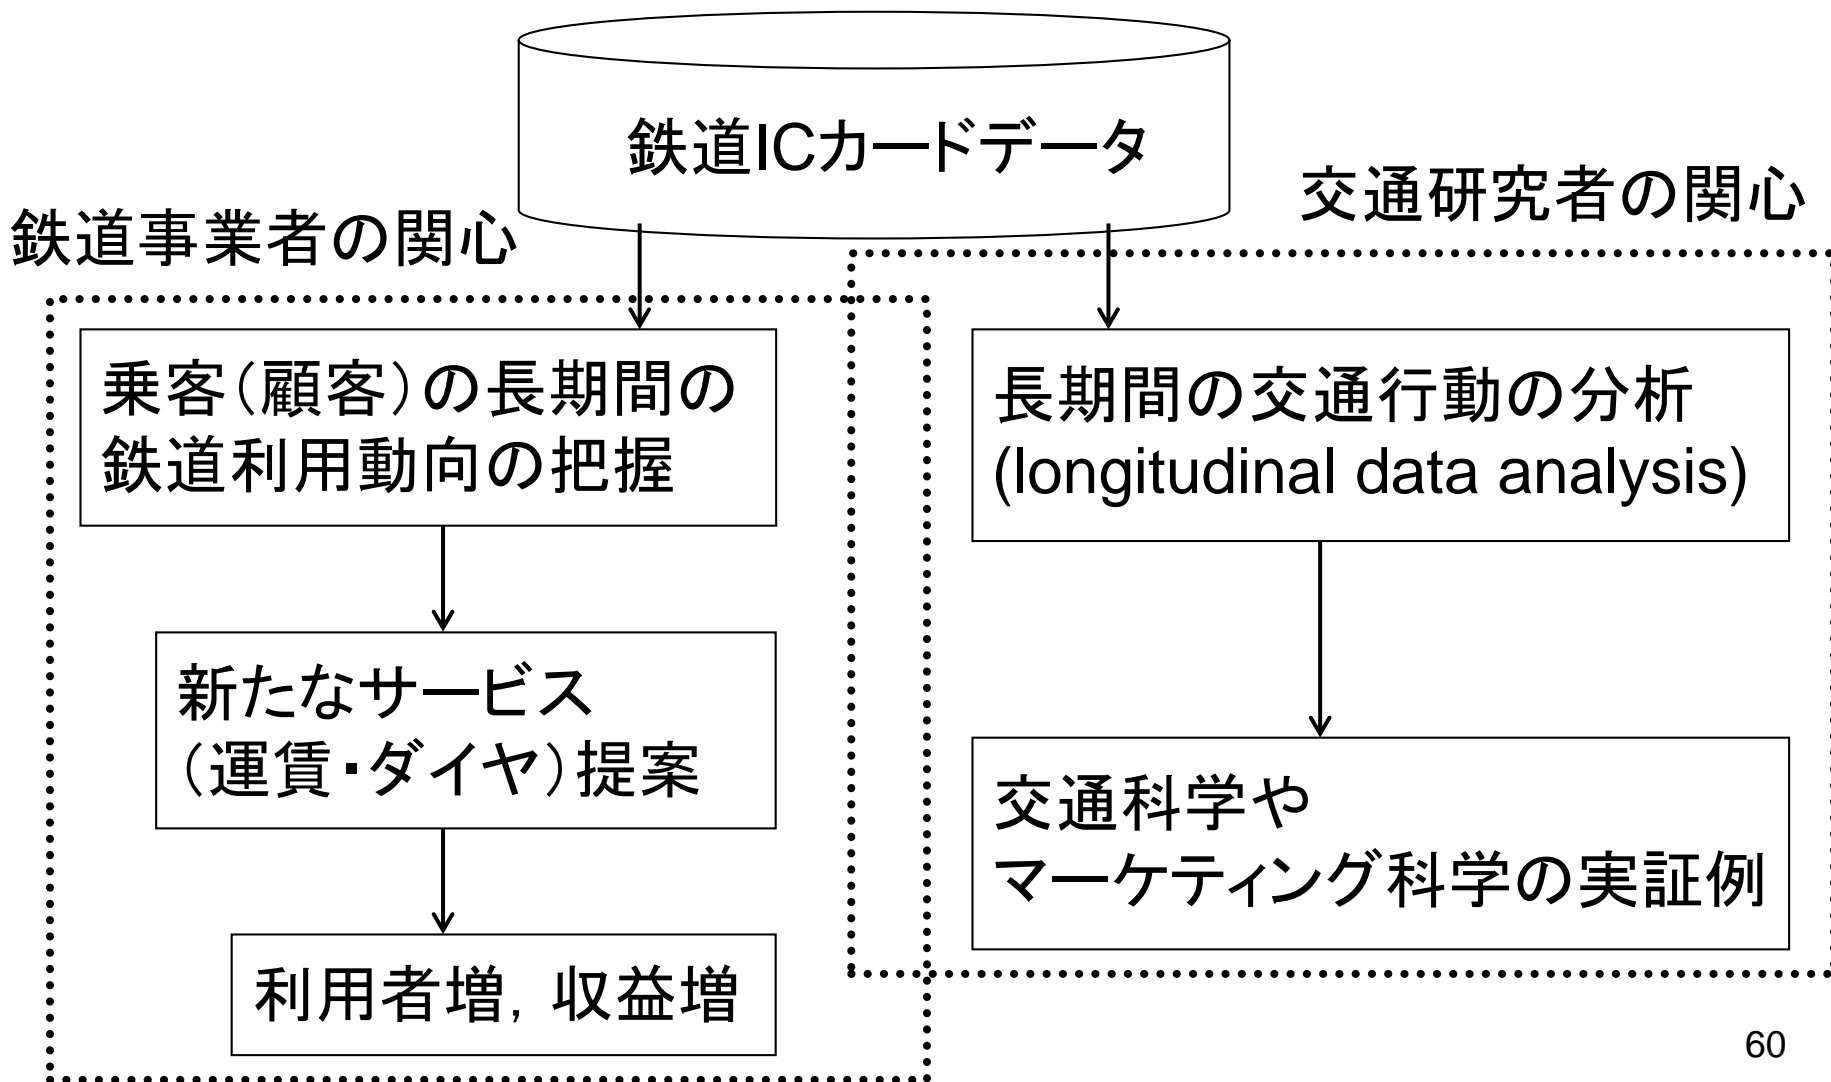 鉄道ICカードデータ
鉄道事業者の関心
乗客（顧客）の長期間の
鉄道利用動向の把握
新たなサービス
（運賃・ダイヤ）提案
利用者増，収益増
交通研究者の関心
長期間の交通行動の分析
(longitudinal data analysis)
交通科学や
マーケティング科学の実証例
60